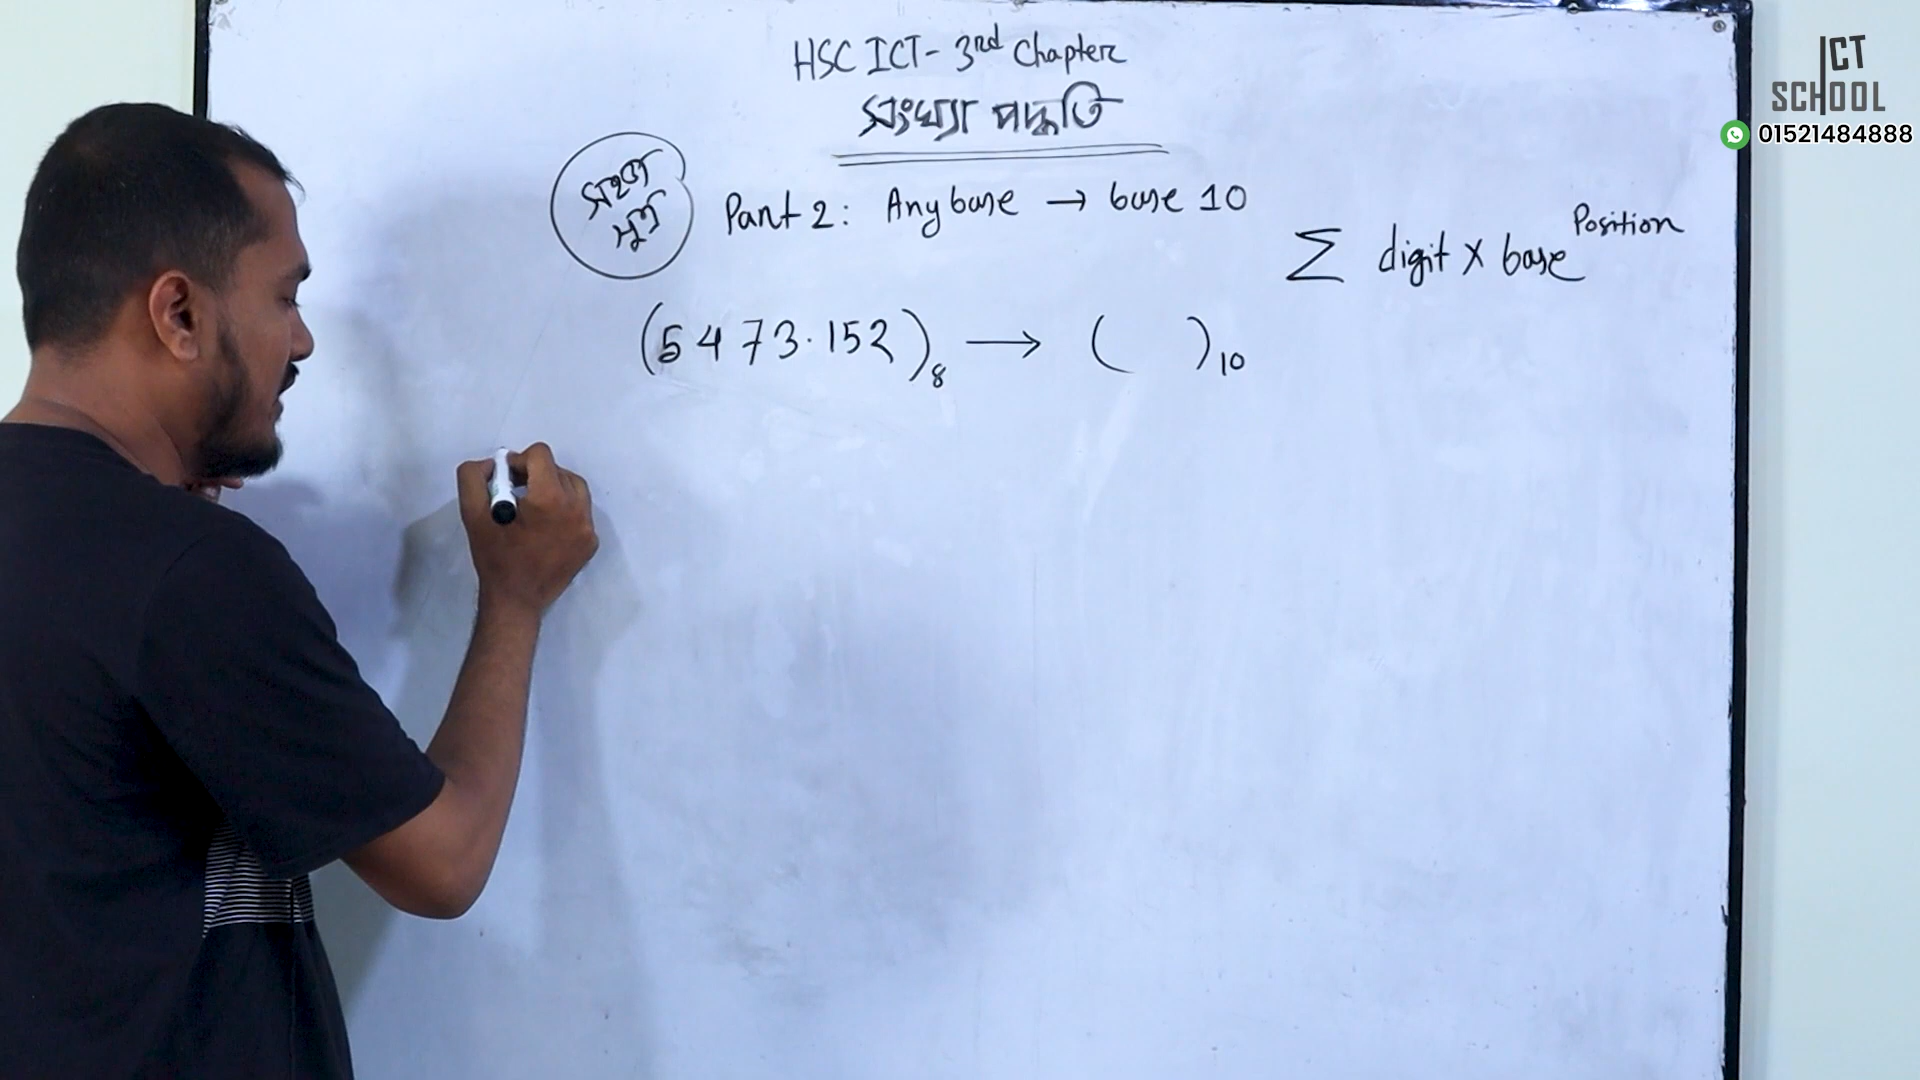 HSC ICT - 3rd Chapter
সংখ্যা পদ্ধতি
Part 2: Any base → base 10
∑ digit × base^Position
(5473.152)₈ → ( )₁₀
ICT
SCHOOL
01521484888